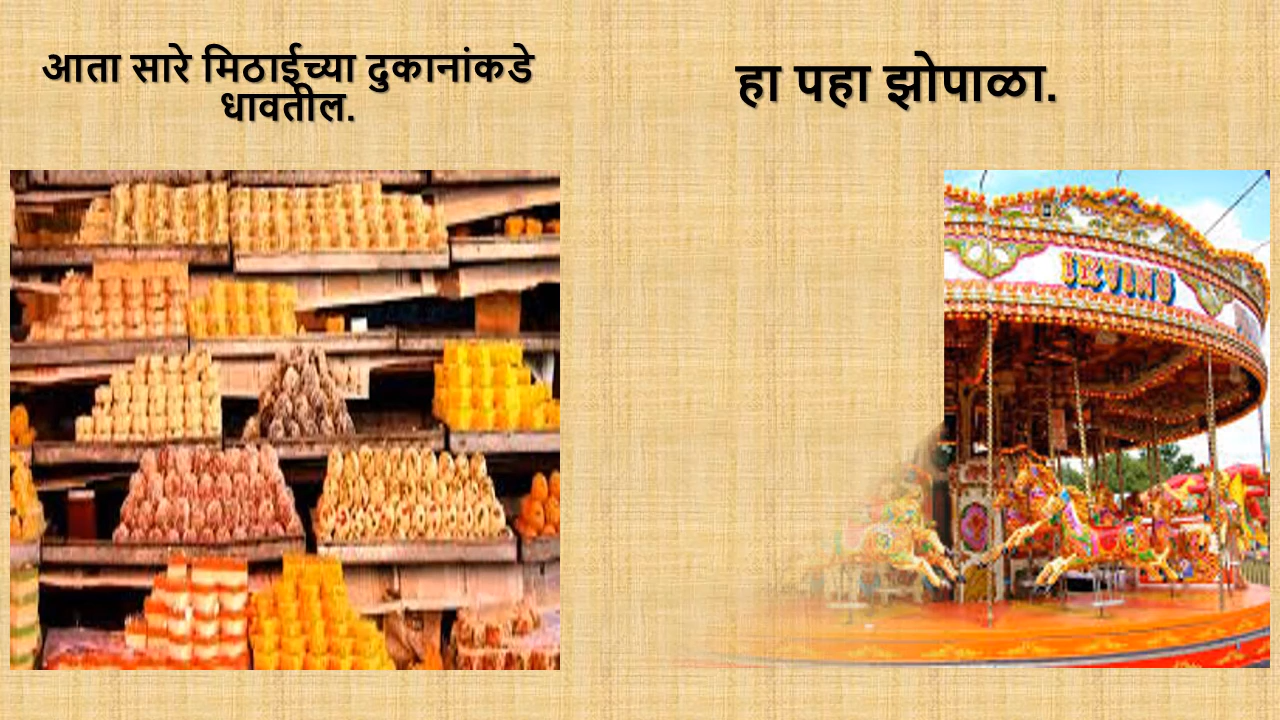 आता सारे मिठाईच्या दुकानांकडे
धावतील.
हा पहा झोपाळा.